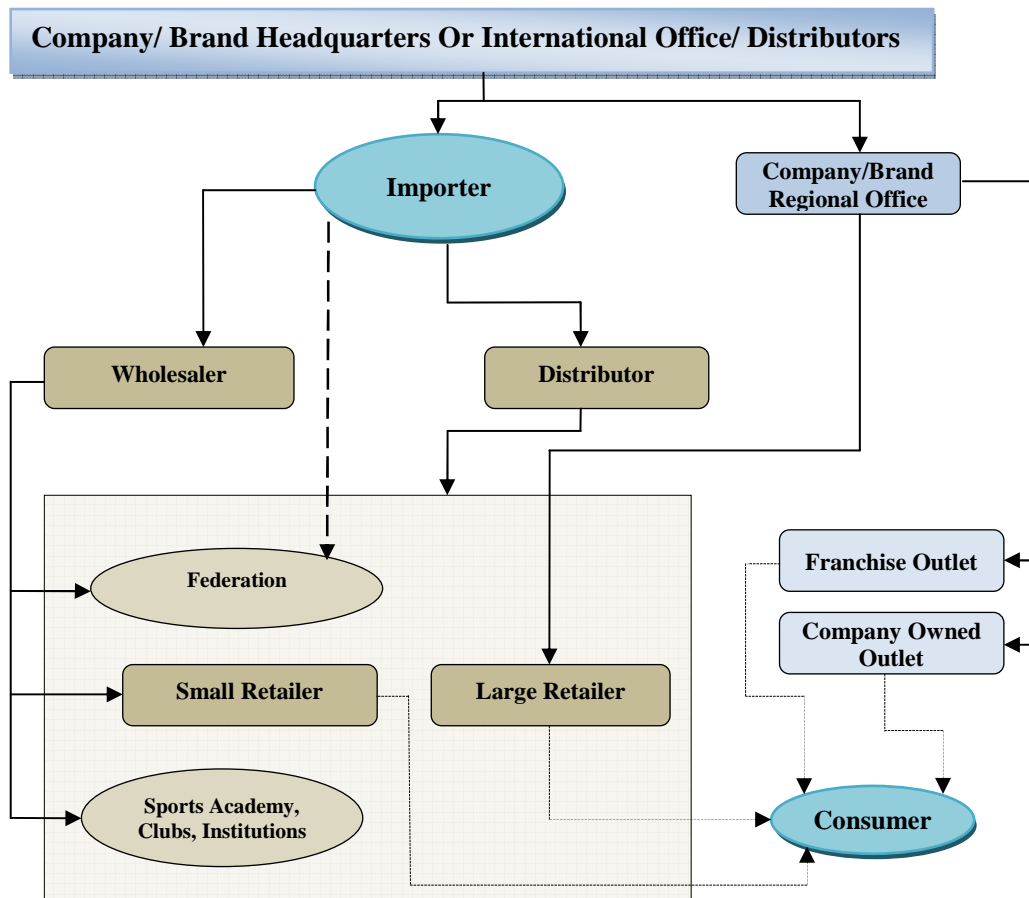 Company/ Brand Headquarters Or International Office/ Distributors
Importer
Company/Brand
Regional Office
Wholesaler
Distributor
Federation
Franchise Outlet
Company Owned
Outlet
Small Retailer
Large Retailer
Sports Academy,
Clubs, Institutions
Consumer